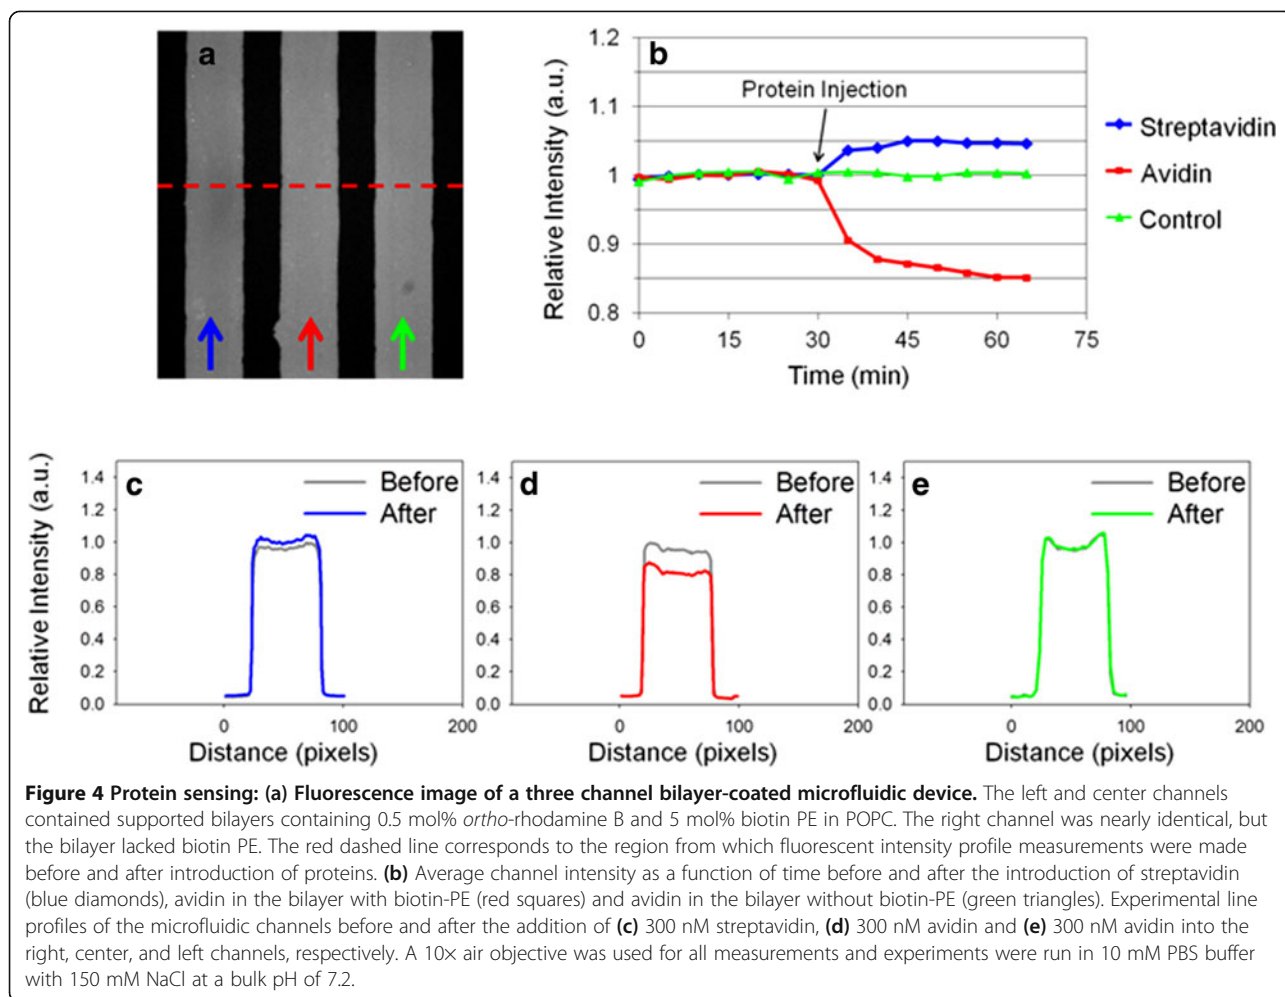 a
b
1.2
1.1
1
0.9
0.8
Relative Intensity (a.u.)
Protein Injection
Streptavidin
Avidin
Control
0 15 30 45 60 75
Time (min)
c
Before
After
1.4
1.2
1.0
0.8
0.6
0.4
0.2
0.0
Relative Intensity (a.u.)
0 100 200
Distance (pixels)
d
Before
After
1.4
1.2
1.0
0.8
0.6
0.4
0.2
0.0
0 100 200
Distance (pixels)
e
Before
After
1.4
1.2
1.0
0.8
0.6
0.4
0.2
0.0
0 100 200
Distance (pixels)
Figure 4 Protein sensing: (a) Fluorescence image of a three channel bilayer-coated microfluidic device. The left and center channels
contained supported bilayers containing 0.5 mol% ortho-rhodamine B and 5 mol% biotin PE in POPC. The right channel was nearly identical, but
the bilayer lacked biotin PE. The red dashed line corresponds to the region from which fluorescent intensity profile measurements were made
before and after introduction of proteins. (b) Average channel intensity as a function of time before and after the introduction of streptavidin
(blue diamonds), avidin in the bilayer with biotin-PE (red squares) and avidin in the bilayer without biotin-PE (green triangles). Experimental line
profiles of the microfluidic channels before and after the addition of (c) 300 nM streptavidin, (d) 300 nM avidin and (e) 300 nM avidin into the
right, center, and left channels, respectively. A 10× air objective was used for all measurements and experiments were run in 10 mM PBS buffer
with 150 mM NaCl at a bulk pH of 7.2.